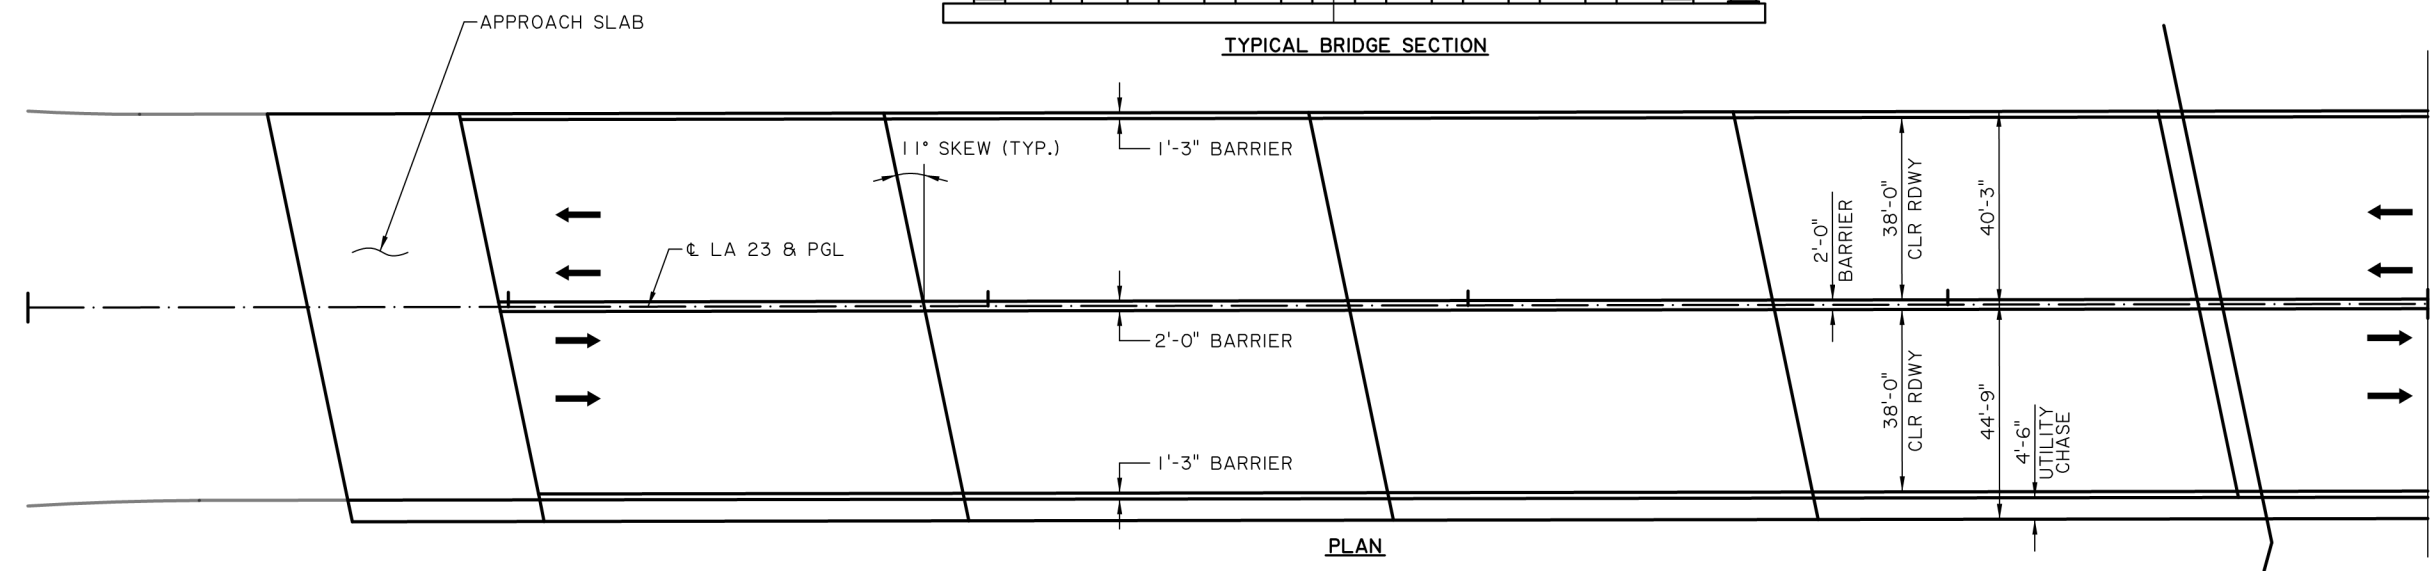 APPROACH SLAB
TYPICAL BRIDGE SECTION
11° SKEW (TYP.)
1'-3" BARRIER
℄ LA 23 & PGL
2'-0"
BARRIER
38'-0"
CLR RDWY
40'-3"
2'-0" BARRIER
38'-0"
CLR RDWY
44'-9"
4'-6"
UTILITY
CHASE
1'-3" BARRIER
PLAN